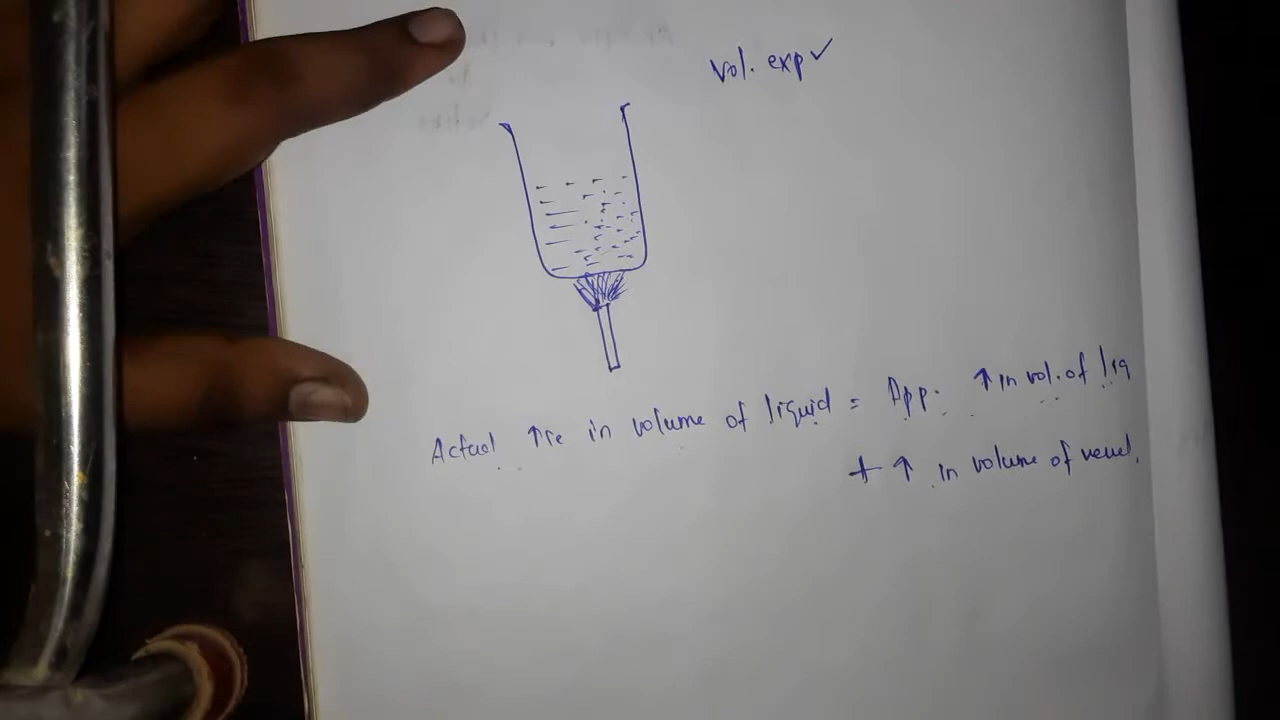 Vol. exp ✓
Actual ↑se in volume of liquid = App. ↑ in vol. of liq
+ ↑ in volume of vessel.